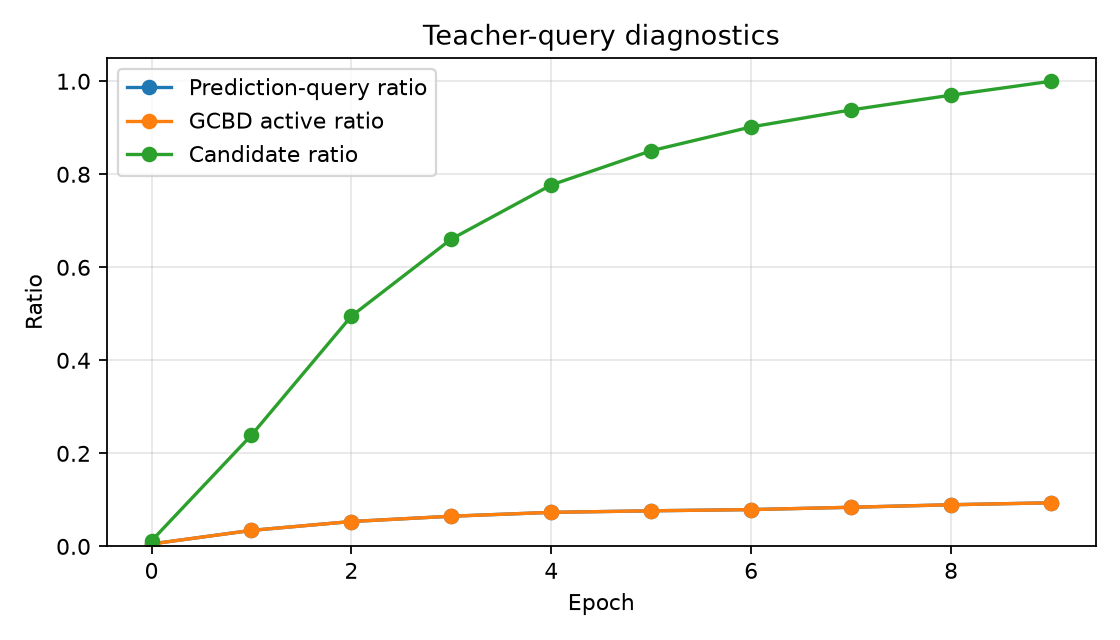 Teacher-query diagnostics
Prediction-query ratio
GCBD active ratio
Candidate ratio
1.0
0.8
0.6
0.4
0.2
0.0
Ratio
0 2 4 6 8
Epoch